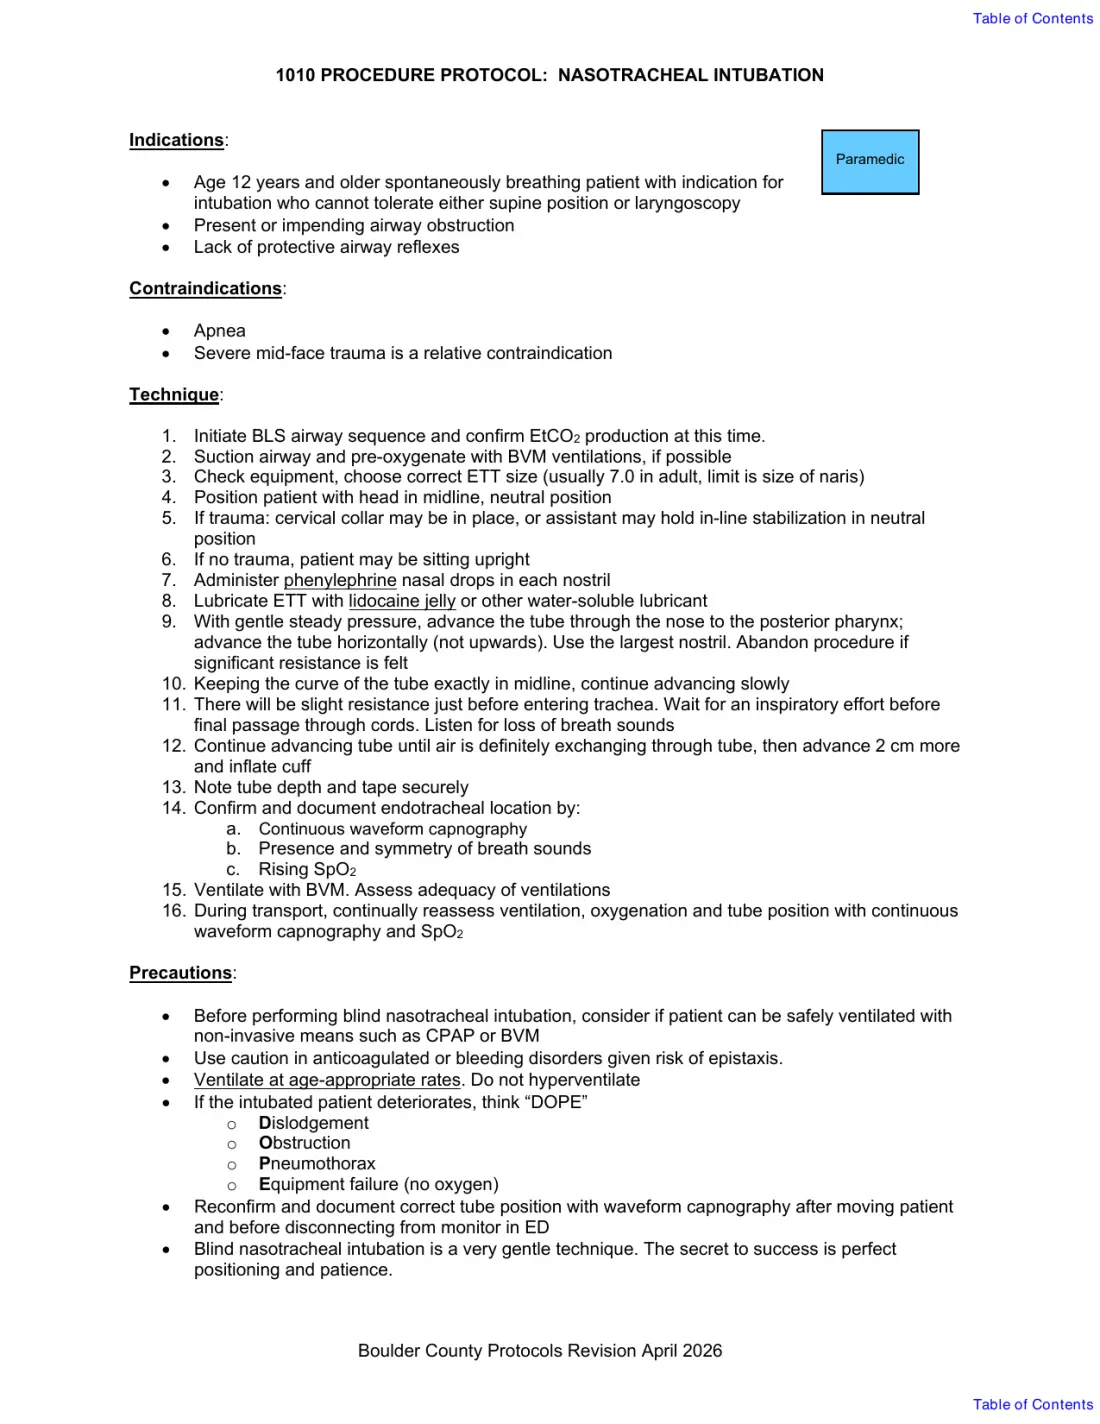 Table of Contents
1010 PROCEDURE PROTOCOL: NASOTRACHEAL INTUBATION
Indications:
Paramedic
• Age 12 years and older spontaneously breathing patient with indication for
intubation who cannot tolerate either supine position or laryngoscopy
• Present or impending airway obstruction
• Lack of protective airway reflexes
Contraindications:
• Apnea
• Severe mid-face trauma is a relative contraindication
Technique:
1. Initiate BLS airway sequence and confirm EtCO2 production at this time.
2. Suction airway and pre-oxygenate with BVM ventilations, if possible
3. Check equipment, choose correct ETT size (usually 7.0 in adult, limit is size of naris)
4. Position patient with head in midline, neutral position
5. If trauma: cervical collar may be in place, or assistant may hold in-line stabilization in neutral
position
6. If no trauma, patient may be sitting upright
7. Administer phenylephrine nasal drops in each nostril
8. Lubricate ETT with lidocaine jelly or other water-soluble lubricant
9. With gentle steady pressure, advance the tube through the nose to the posterior pharynx;
advance the tube horizontally (not upwards). Use the largest nostril. Abandon procedure if
significant resistance is felt
10. Keeping the curve of the tube exactly in midline, continue advancing slowly
11. There will be slight resistance just before entering trachea. Wait for an inspiratory effort before
final passage through cords. Listen for loss of breath sounds
12. Continue advancing tube until air is definitely exchanging through tube, then advance 2 cm more
and inflate cuff
13. Note tube depth and tape securely
14. Confirm and document endotracheal location by:
a. Continuous waveform capnography
b. Presence and symmetry of breath sounds
c. Rising SpO2
15. Ventilate with BVM. Assess adequacy of ventilations
16. During transport, continually reassess ventilation, oxygenation and tube position with continuous
waveform capnography and SpO2
Precautions:
• Before performing blind nasotracheal intubation, consider if patient can be safely ventilated with
non-invasive means such as CPAP or BVM
• Use caution in anticoagulated or bleeding disorders given risk of epistaxis.
• Ventilate at age-appropriate rates. Do not hyperventilate
• If the intubated patient deteriorates, think “DOPE”
o Dislodgement
o Obstruction
o Pneumothorax
o Equipment failure (no oxygen)
• Reconfirm and document correct tube position with waveform capnography after moving patient
and before disconnecting from monitor in ED
• Blind nasotracheal intubation is a very gentle technique. The secret to success is perfect
positioning and patience.
Boulder County Protocols Revision April 2026
Table of Contents